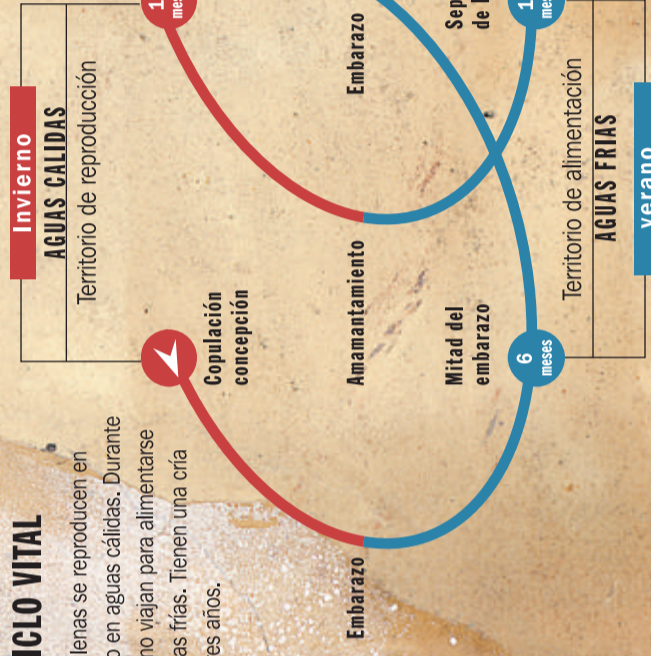 ICLO VITAL
lenas se reproducen en
o en aguas cálidas. Durante
no viajan para alimentarse
as frías. Tienen una cría
es años.
Invierno
AGUAS CALIDAS
Territorio de reproducción
Copulación
concepción
Embarazo
Amamantamiento
Mitad del
embarazo
6
meses
Embarazo
Territorio de alimentación
AGUAS FRIAS
verano